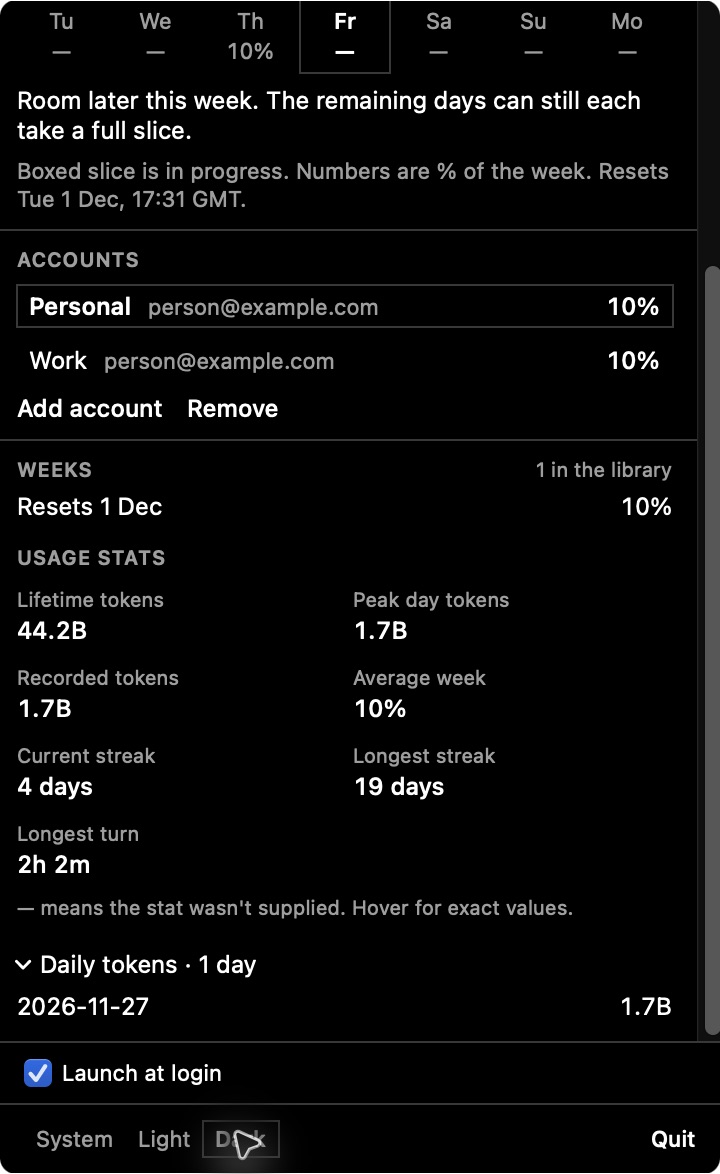 Tu We Th Fr Sa Su Mo
— — 10% — — — —
Room later this week. The remaining days can still each
take a full slice.
Boxed slice is in progress. Numbers are % of the week. Resets
Tue 1 Dec, 17:31 GMT.
ACCOUNTS
Personal person@example.com 10%
Work person@example.com 10%
Add account Remove
WEEKS 1 in the library
Resets 1 Dec 10%
USAGE STATS
Lifetime tokens Peak day tokens
44.2B 1.7B
Recorded tokens Average week
1.7B 10%
Current streak Longest streak
4 days 19 days
Longest turn
2h 2m
— means the stat wasn't supplied. Hover for exact values.
Daily tokens · 1 day
2026-11-27 1.7B
Launch at login
System Light Dark Quit